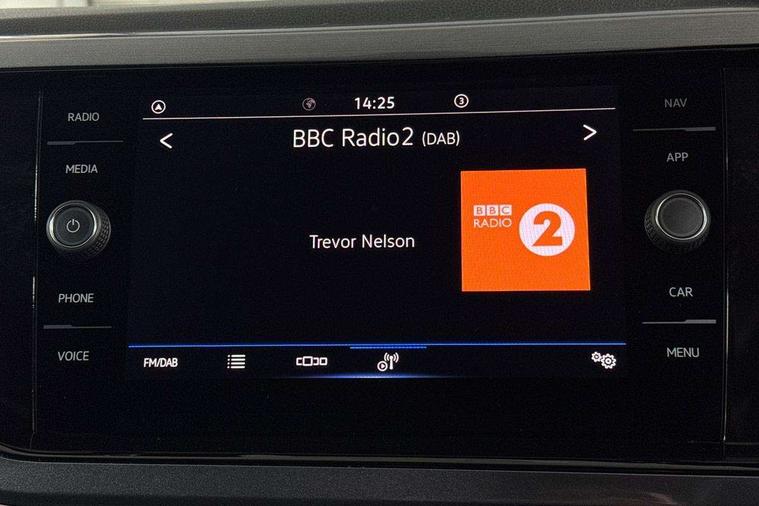 RADIO
MEDIA
PHONE
VOICE
14:25
3
< BBC Radio2 (DAB) >
Trevor Nelson
BBC
RADIO
2
FM/DAB
NAV
APP
CAR
MENU